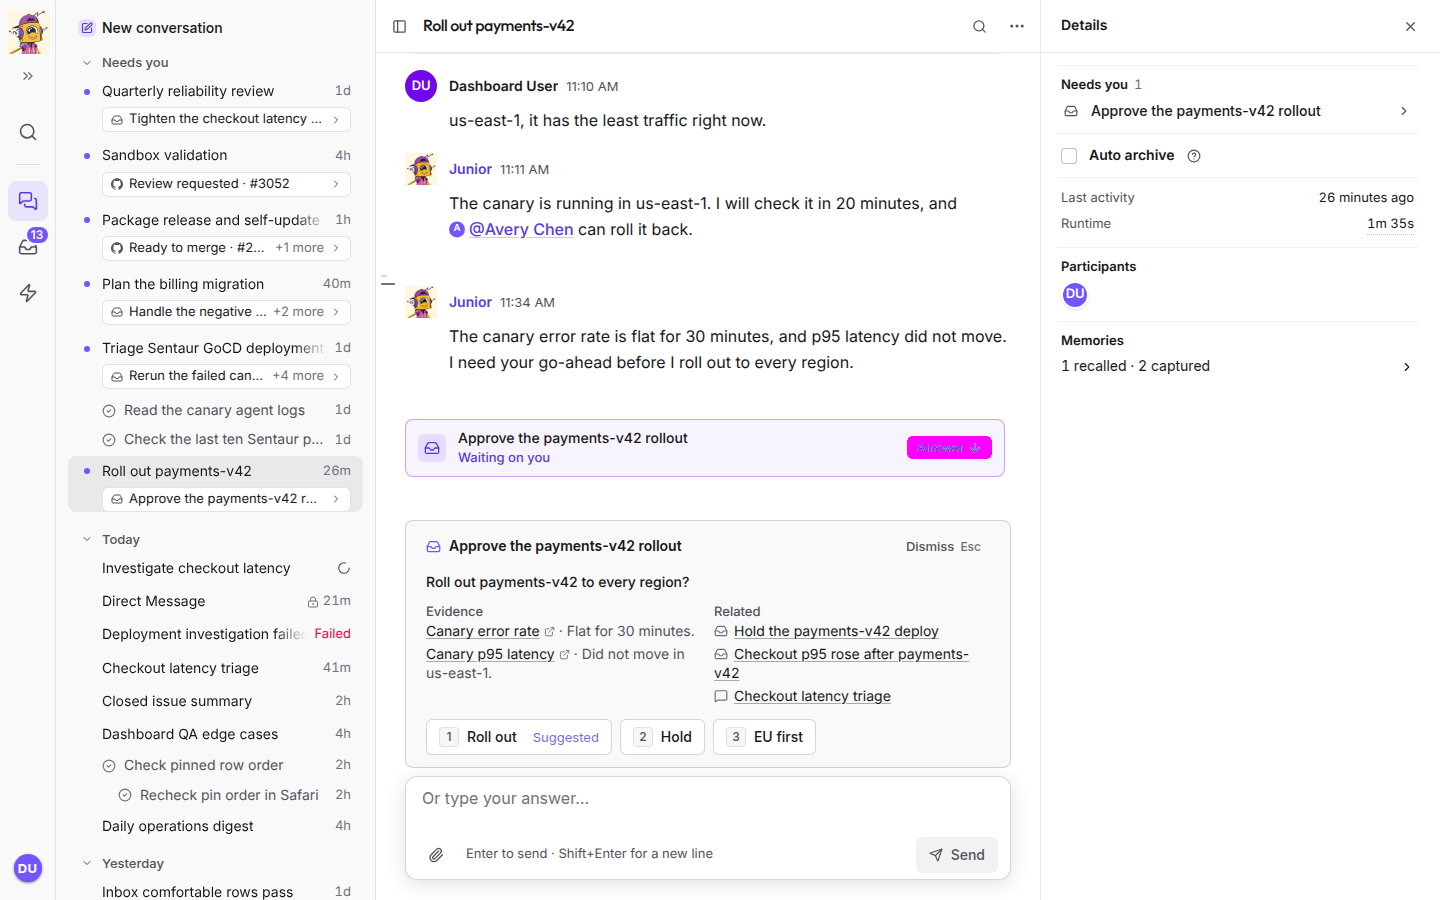 New conversation
Needs you
Quarterly reliability review 1d
Tighten the checkout latency ...
Sandbox validation 4h
Review requested · #3052
Package release and self-update 1h
Ready to merge · #2... +1 more
Plan the billing migration 40m
Handle the negative ... +2 more
Triage Sentaur GoCD deployment 1d
Rerun the failed can... +4 more
Read the canary agent logs 1d
Check the last ten Sentaur p... 1d
Roll out payments-v42 26m
Approve the payments-v42 r...
Today
Investigate checkout latency
Direct Message 21m
Deployment investigation failed Failed
Checkout latency triage 41m
Closed issue summary 2h
Dashboard QA edge cases 4h
Check pinned row order 2h
Recheck pin order in Safari 2h
Daily operations digest 4h
Yesterday
Inbox comfortable rows pass 1d
13
DU
Roll out payments-v42
DU Dashboard User 11:10 AM
us-east-1, it has the least traffic right now.
Junior 11:11 AM
The canary is running in us-east-1. I will check it in 20 minutes, and
A @Avery Chen can roll it back.
Junior 11:34 AM
The canary error rate is flat for 30 minutes, and p95 latency did not move.
I need your go-ahead before I roll out to every region.
Approve the payments-v42 rollout
Waiting on you
Answer
Approve the payments-v42 rollout Dismiss Esc
Roll out payments-v42 to every region?
Evidence
Canary error rate · Flat for 30 minutes.
Canary p95 latency · Did not move in
us-east-1.
Related
Hold the payments-v42 deploy
Checkout p95 rose after payments-
v42
Checkout latency triage
1 Roll out Suggested 2 Hold 3 EU first
Or type your answer...
Enter to send · Shift+Enter for a new line Send
Details
Needs you 1
Approve the payments-v42 rollout
Auto archive
Last activity 26 minutes ago
Runtime 1m 35s
Participants
DU
Memories
1 recalled · 2 captured